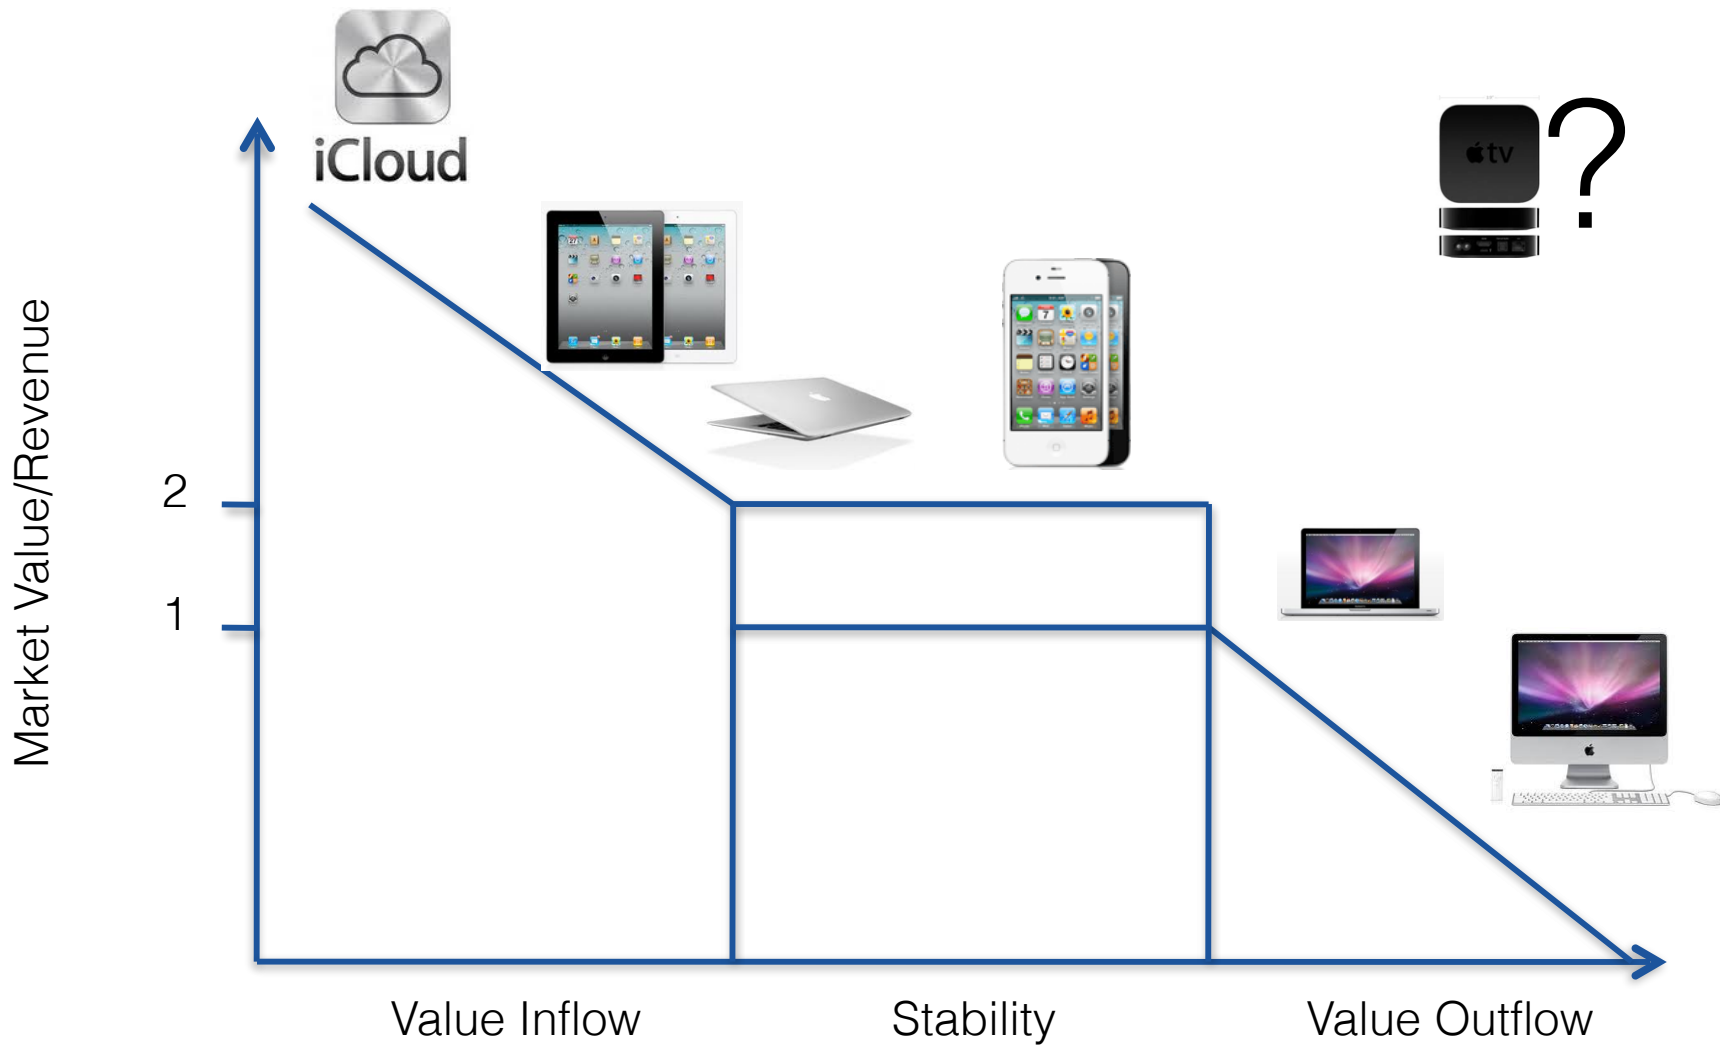 iCloud
tv
?
Market Value/Revenue
2
1
Value Inflow
Stability
Value Outflow